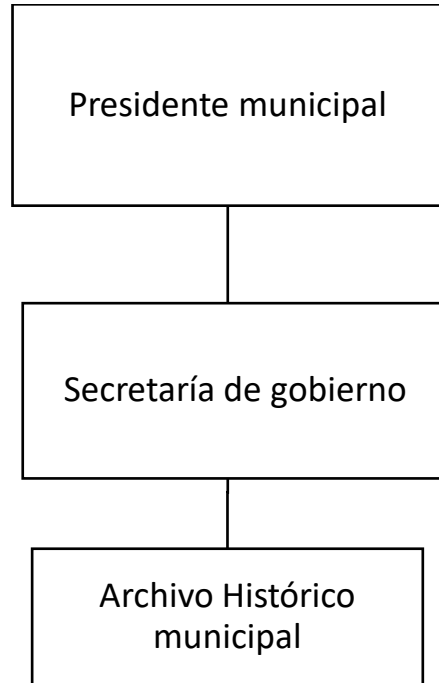 Presidente municipal
Secretaría de gobierno
Archivo Histórico
municipal